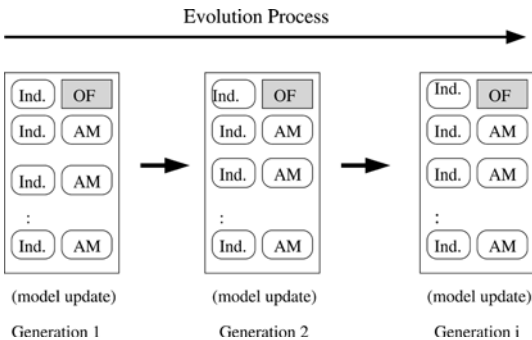 Evolution Process
Ind. OF Ind. OF Ind. OF
Ind. AM Ind. AM Ind. AM
Ind. AM Ind. AM Ind. AM
: : :
Ind. AM Ind. AM Ind. AM
(model update) (model update) (model update)
Generation 1 Generation 2 Generation i